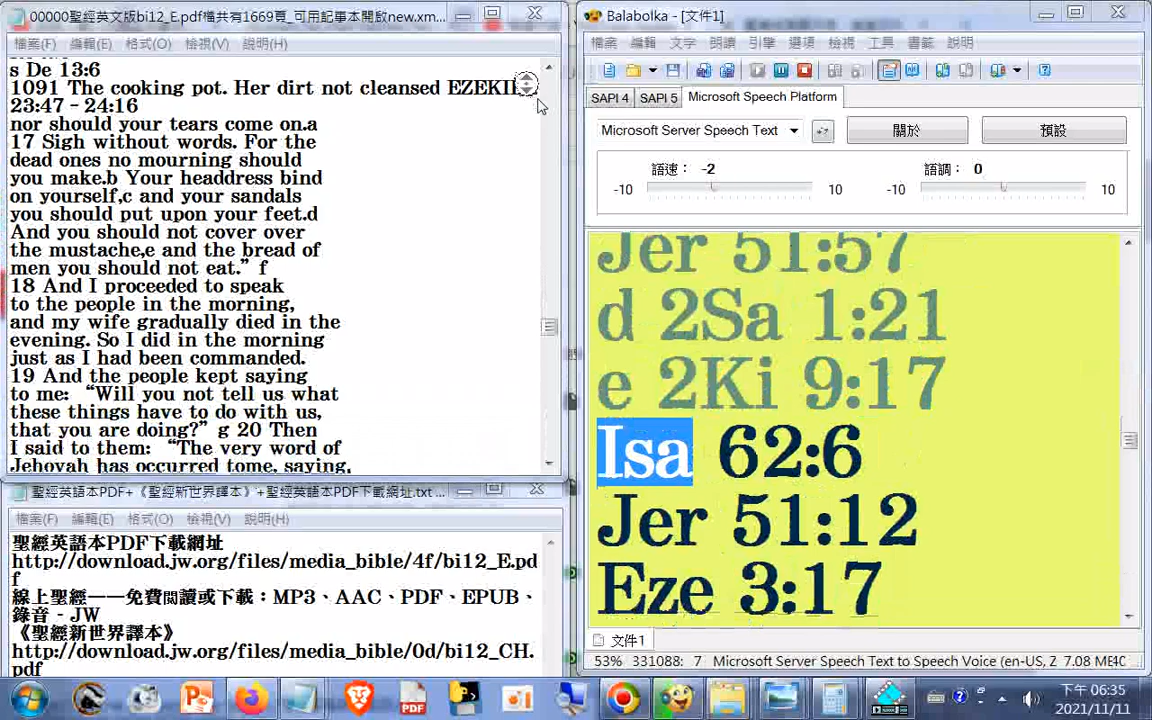 00000聖經英文版bi12_E.pdf檔共有1669頁_可用記事本開啟new.xm...
檔案(F) 編輯(E) 格式(O) 檢視(V) 說明(H)
s De 13:6
1091 The cooking pot. Her dirt not cleansed EZEKIEL
23:47 – 24:16
nor should your tears come on.a
17 Sigh without words. For the
dead ones no mourning should
you make.b Your headdress bind
on yourself,c and your sandals
you should put upon your feet.d
And you should not cover over
the mustache,e and the bread of
men you should not eat.” f
18 And I proceeded to speak
to the people in the morning,
and my wife gradually died in the
evening. So I did in the morning
just as I had been commanded.
19 And the people kept saying
to me: “Will you not tell us what
these things have to do with us,
that you are doing?” g 20 Then
I said to them: “The very word of
Jehovah has occurred tome, saying,
聖經英語本PDF+《聖經新世界譯本》+聖經英語本PDF下載網址.txt ...
檔案(F) 編輯(E) 格式(O) 檢視(V) 說明(H)
聖經英語本PDF下載網址
http://download.jw.org/files/media_bible/4f/bi12_E.pd
f
線上聖經——免費閱讀或下載：MP3、AAC、PDF、EPUB、
錄音 - JW
《聖經新世界譯本》
http://download.jw.org/files/media_bible/0d/bi12_CH.
pdf
Balabolka - [文件1]
檔案 編輯 文字 朗讀 引擎 選項 檢視 工具 書籤 說明
SAPI 4 SAPI 5 Microsoft Speech Platform
Microsoft Server Speech Text 關於 預設
語速： -2 語調： 0
-10 10 -10 10
Jer 51:57
d 2Sa 1:21
e 2Ki 9:17
Isa 62:6
Jer 51:12
Eze 3:17
文件1
53% 331088: 7 Microsoft Server Speech Text to Speech Voice (en-US, Z 7.08 ME
下午 06:35
2021/11/11